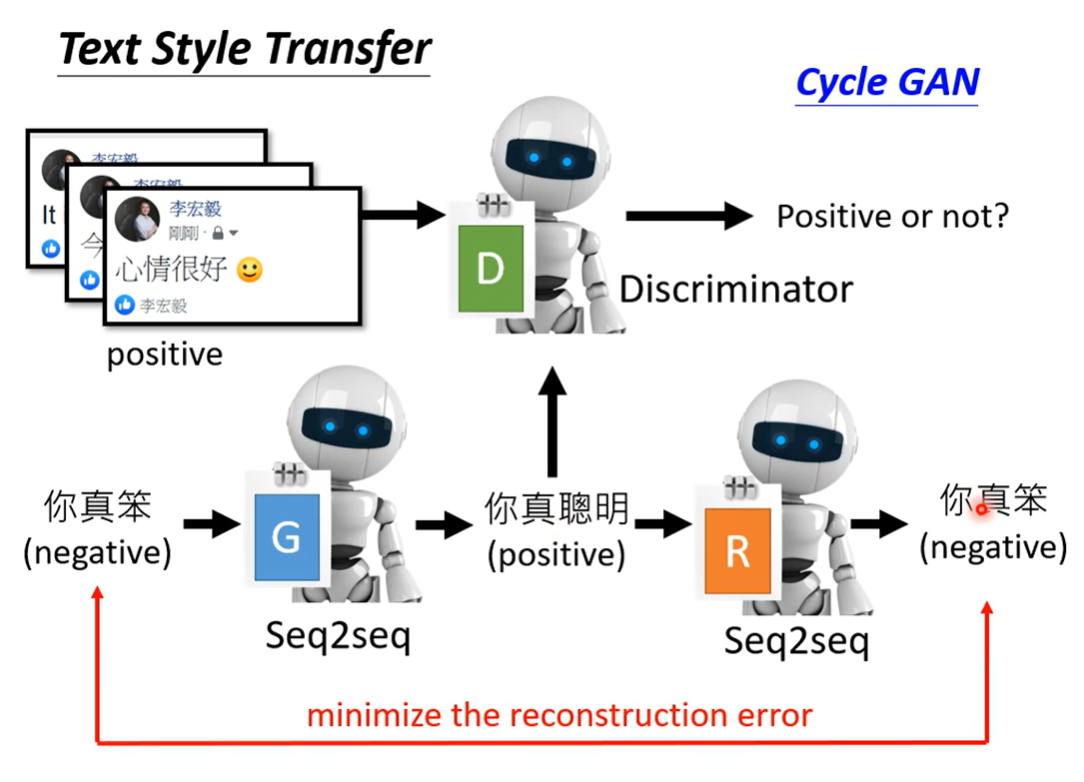 Text Style Transfer
Cycle GAN
李宏毅
李宏毅
李宏毅
剛剛
It
今
心情很好
李宏毅
positive
D
Positive or not?
Discriminator
你真笨
(negative)
G
Seq2seq
你真聰明
(positive)
R
Seq2seq
你真笨
(negative)
minimize the reconstruction error